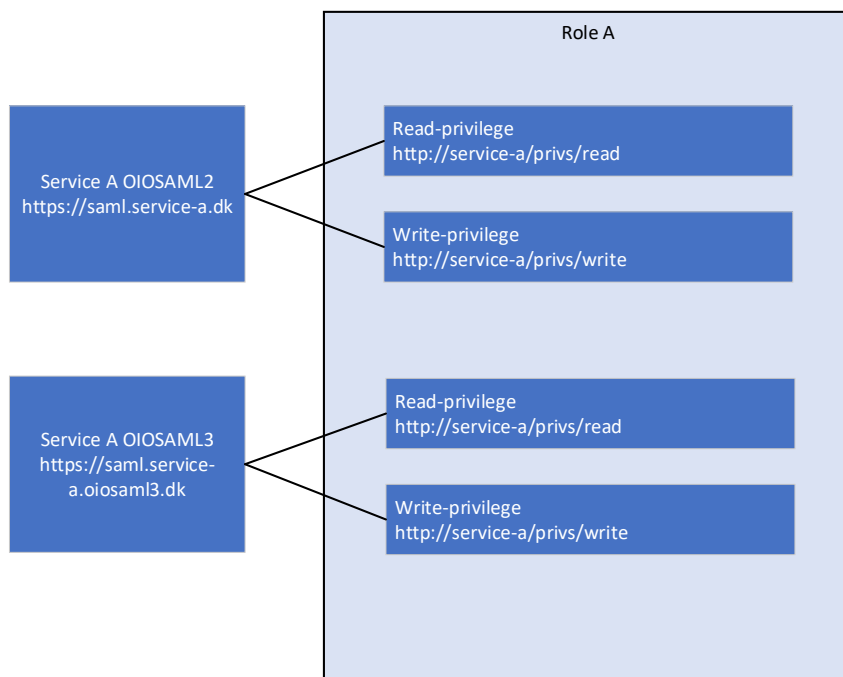 Role A
Service A OIOSAML2
https://saml.service-a.dk
Read-privilege
http://service-a/privs/read
Write-privilege
http://service-a/privs/write
Service A OIOSAML3
https://saml.service-
a.oiosaml3.dk
Read-privilege
http://service-a/privs/read
Write-privilege
http://service-a/privs/write